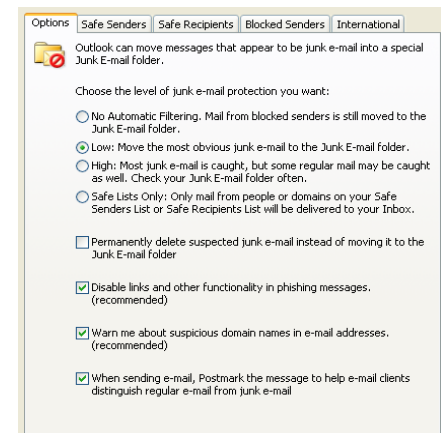 Options Safe Senders Safe Recipients Blocked Senders International
Outlook can move messages that appear to be junk e-mail into a special
Junk E-mail folder.
Choose the level of junk e-mail protection you want:
No Automatic Filtering. Mail from blocked senders is still moved to the
Junk E-mail folder.
Low: Move the most obvious junk e-mail to the Junk E-mail folder.
High: Most junk e-mail is caught, but some regular mail may be caught
as well. Check your Junk E-mail folder often.
Safe Lists Only: Only mail from people or domains on your Safe
Senders List or Safe Recipients List will be delivered to your Inbox.
Permanently delete suspected junk e-mail instead of moving it to the
Junk E-mail folder
Disable links and other functionality in phishing messages.
(recommended)
Warn me about suspicious domain names in e-mail addresses.
(recommended)
When sending e-mail, Postmark the message to help e-mail clients
distinguish regular e-mail from junk e-mail